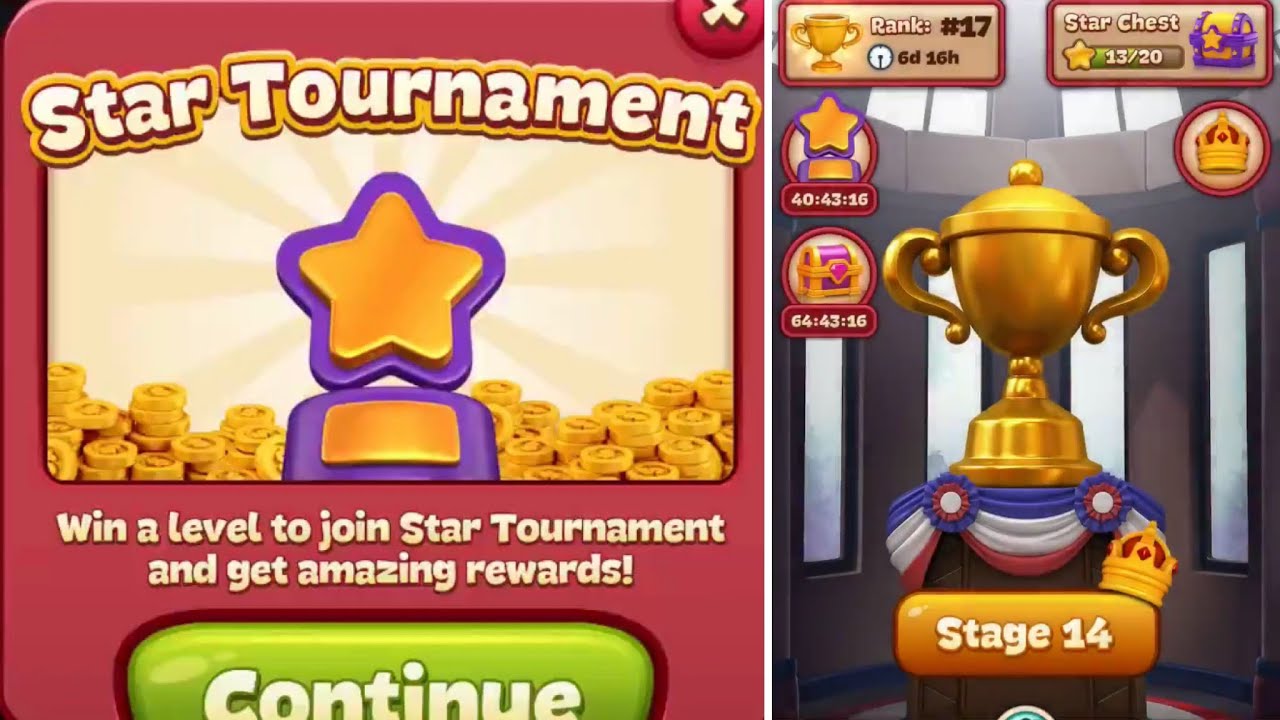 Star Tournament
Win a level to join Star Tournament
and get amazing rewards!
Continue
Rank: #17
6d 16h
Star Chest
13/20
40:43:16
64:43:16
Stage 14